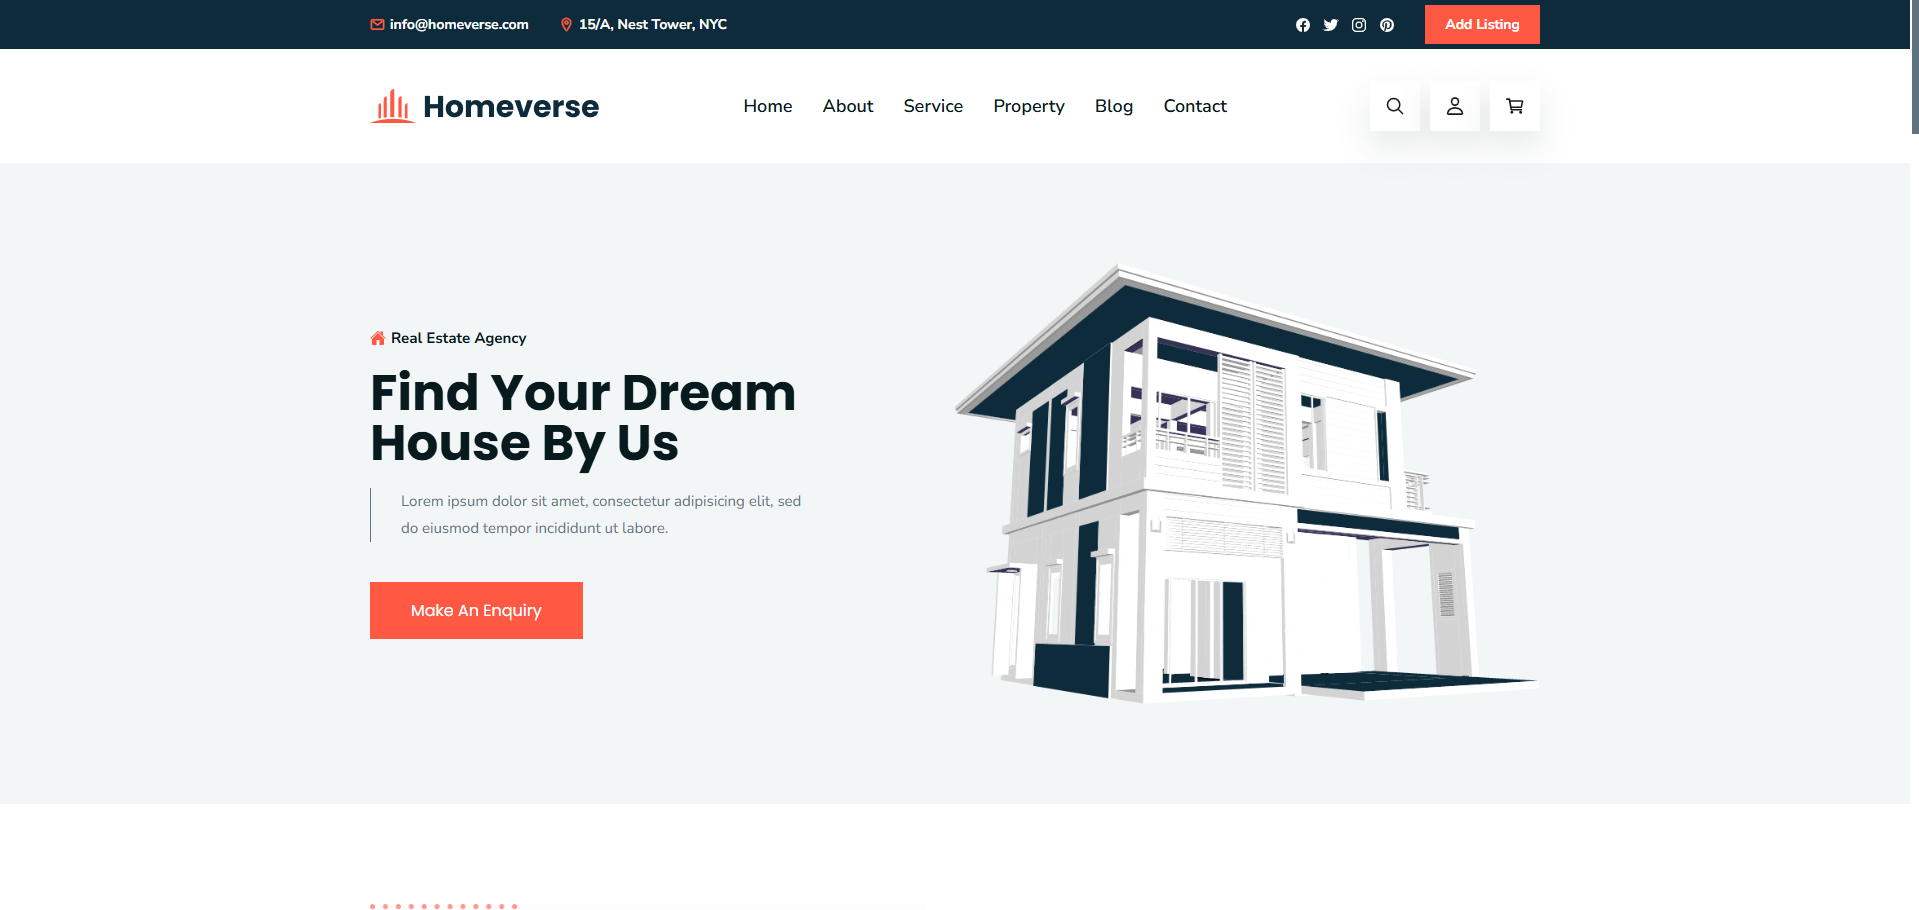 info@homeverse.com
15/A, Nest Tower, NYC
Add Listing
Homeverse
Home
About
Service
Property
Blog
Contact
Real Estate Agency
Find Your Dream
House By Us
Lorem ipsum dolor sit amet, consectetur adipisicing elit, sed
do eiusmod tempor incididunt ut labore.
Make An Enquiry